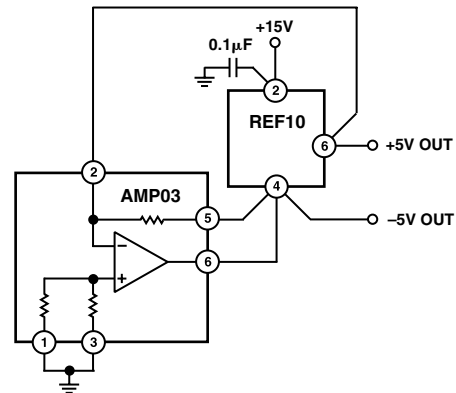 +15V
0.1μF
2
REF10
6
+5V OUT
2
AMP03
4
5
–5V OUT
–
6
+
1
3